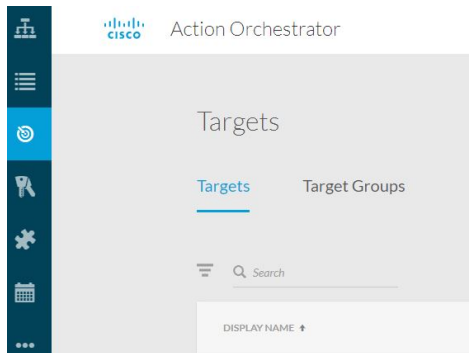 CISCO Action Orchestrator
Targets
Targets Target Groups
Search
DISPLAY NAME